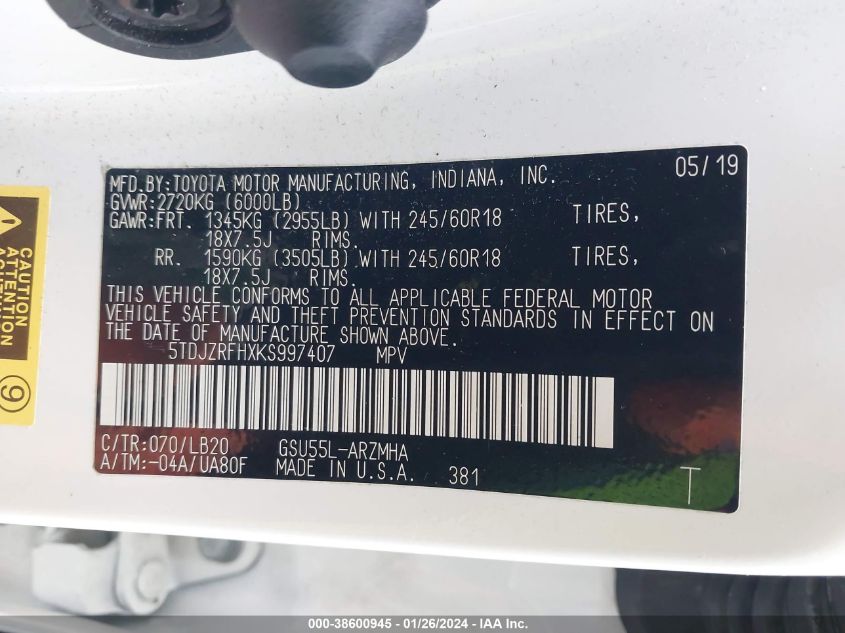 MFD.BY:TOYOTA MOTOR MANUFACTURING, INDIANA, INC. 05/19
GVWR:2720KG (6000LB)
GAWR:FRT. 1345KG (2955LB) WITH 245/60R18 TIRES,
18X7.5J RIMS.
RR. 1590KG (3505LB) WITH 245/60R18 TIRES,
18X7.5J RIMS.
THIS VEHICLE CONFORMS TO ALL APPLICABLE FEDERAL MOTOR
VEHICLE SAFETY AND THEFT PREVENTION STANDARDS IN EFFECT ON
THE DATE OF MANUFACTURE SHOWN ABOVE.
5TDJZRFHXKS997407 MPV
C/TR:070/LB20 GSU55L-ARZMHA
A/TM:-04A/UA80F MADE IN U.S.A. 381 T
CAUTION
ATTENTION
9
000-38600945 - 01/26/2024 - IAA Inc.